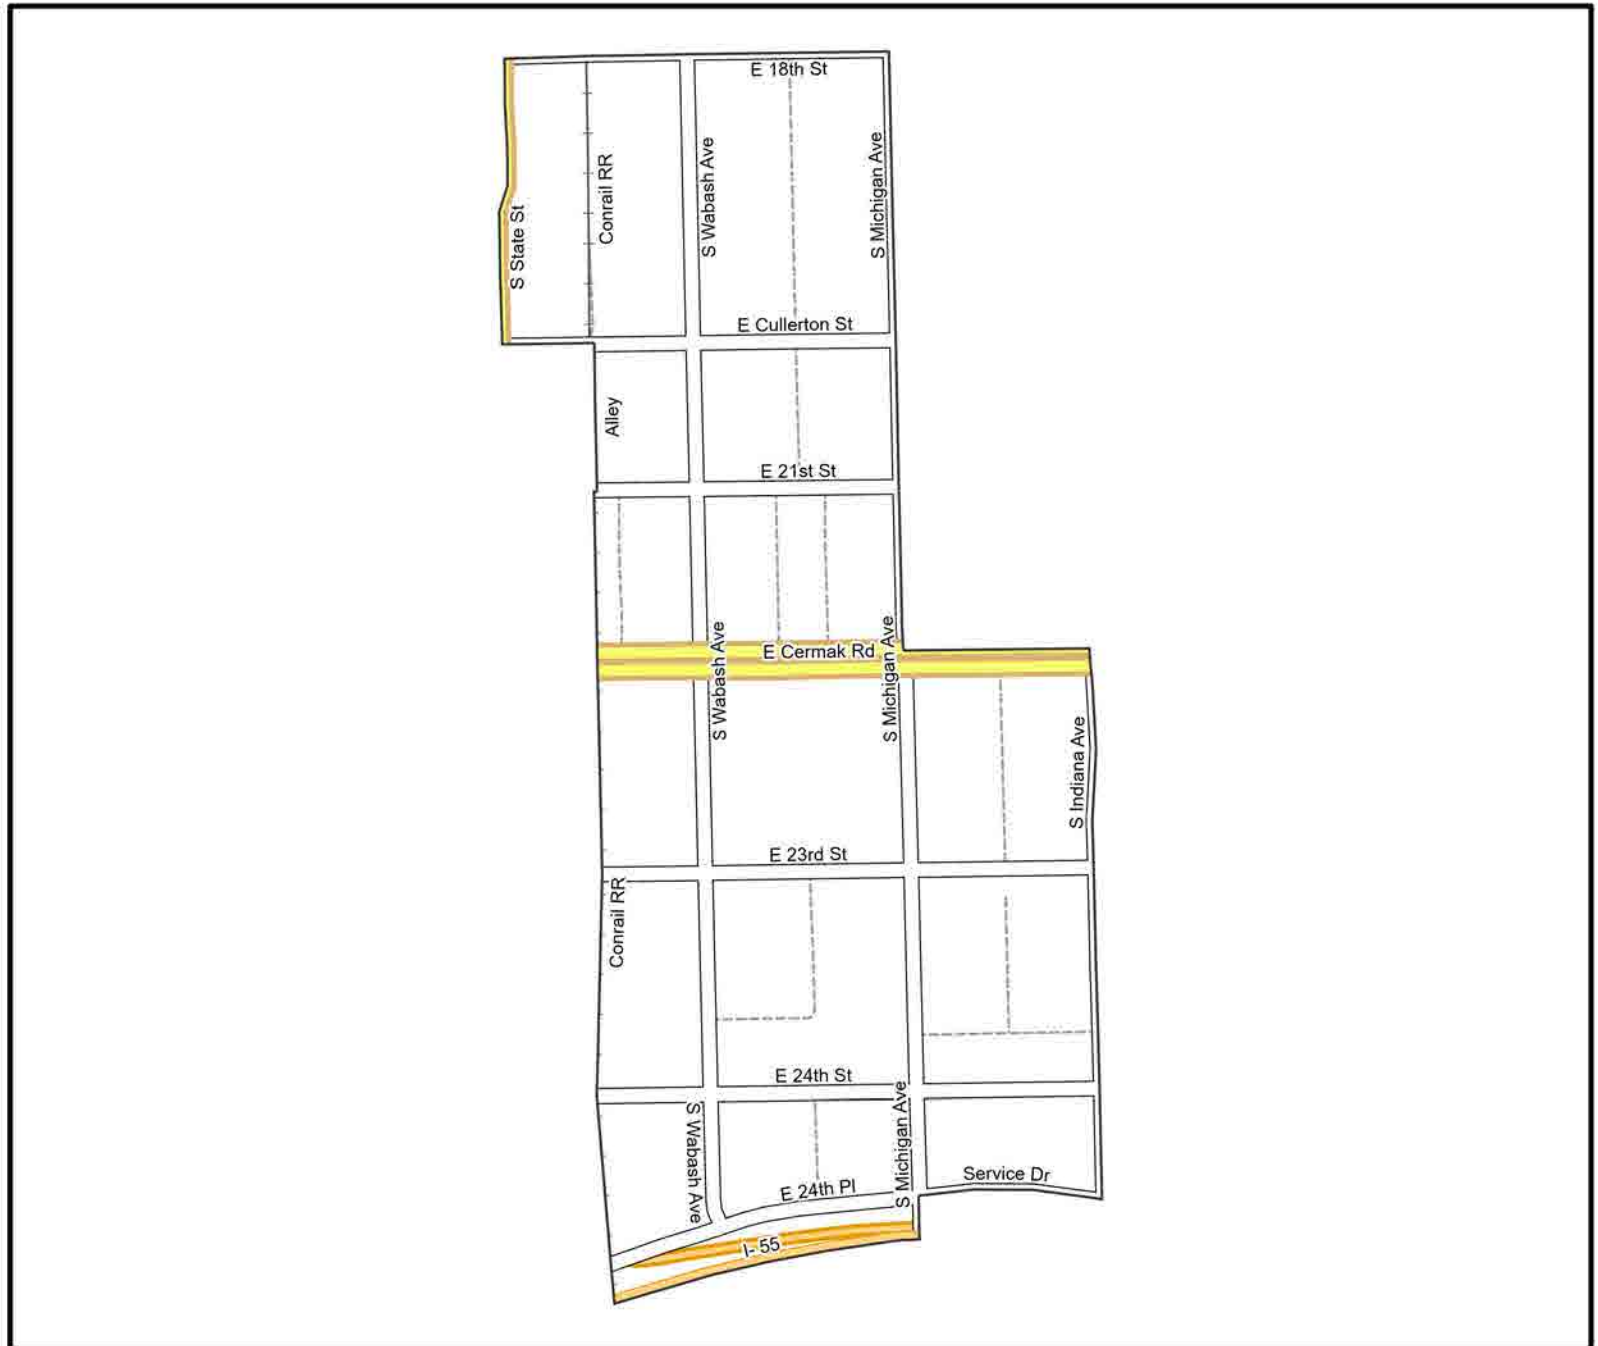 E 18th St
S Wabash Ave
S Michigan Ave
Conrail RR
S State St
E Cullerton St
Alley
E 21st St
E Cermak Rd
S Wabash Ave
S Michigan Ave
S Indiana Ave
E 23rd St
Conrail RR
E 24th St
S Wabash Ave
S Michigan Ave
Service Dr
E 24th Pl
I- 55